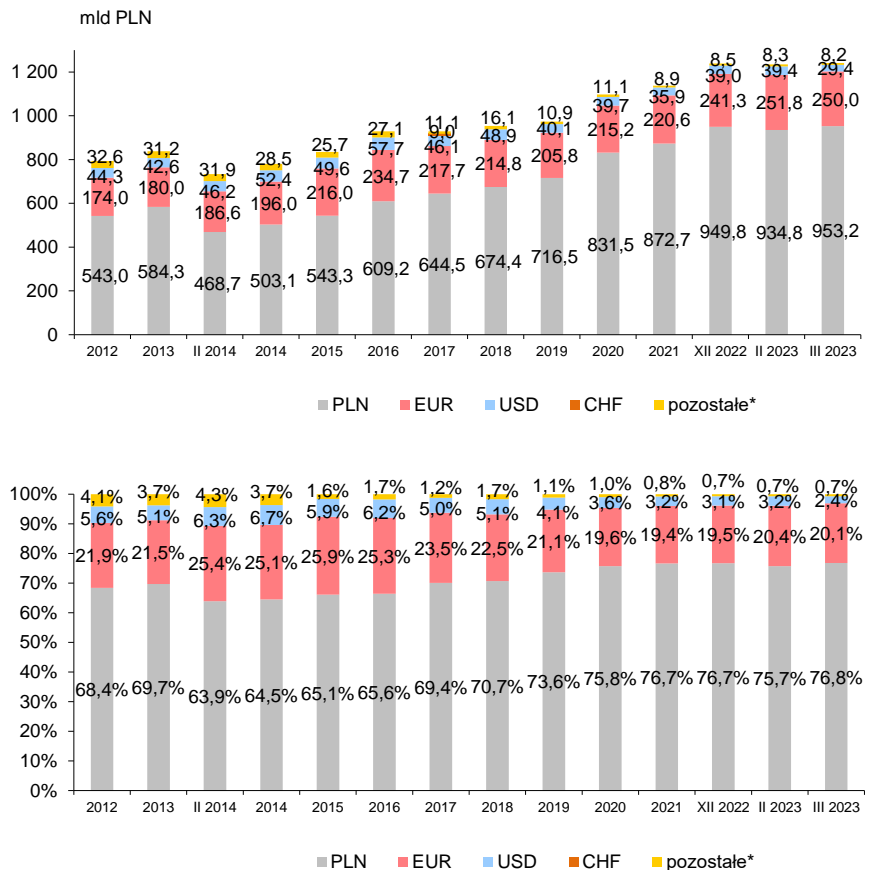 mld PLN
1 200
1 000
800
600
400
200
0
32,6 31,2 31,9 28,5 25,7 27,1 11,1 16,1 10,9 11,1 8,9 8,5 8,3 8,2
9,0
44,3 42,6 46,2 52,4 49,6 57,7 46,1 48,9 40,1 39,7 35,9 39,0 39,4 29,4
174,0 180,0 186,6 196,0 216,0 234,7 217,7 214,8 205,8 215,2 220,6 241,3 251,8 250,0
543,0 584,3 468,7 503,1 543,3 609,2 644,5 674,4 716,5 831,5 872,7 949,8 934,8 953,2
2012 2013 II 2014 2014 2015 2016 2017 2018 2019 2020 2021 XII 2022 II 2023 III 2023
PLN EUR USD CHF pozostałe*
100%
90%
80%
70%
60%
50%
40%
30%
20%
10%
0%
4,1% 3,7% 4,3% 3,7% 1,6% 1,7% 1,2% 1,7% 1,1% 1,0% 0,8% 0,7% 0,7% 0,7%
5,6% 5,1% 6,3% 6,7% 5,9% 6,2% 5,0% 5,1% 4,1% 3,6% 3,2% 3,1% 3,2% 2,4%
21,9% 21,5% 25,4% 25,1% 25,9% 25,3% 23,5% 22,5% 21,1% 19,6% 19,4% 19,5% 20,4% 20,1%
68,4% 69,7% 63,9% 64,5% 65,1% 65,6% 69,4% 70,7% 73,6% 75,8% 76,7% 76,7% 75,7% 76,8%
2012 2013 II 2014 2014 2015 2016 2017 2018 2019 2020 2021 XII 2022 II 2023 III 2023
PLN EUR USD CHF pozostałe*